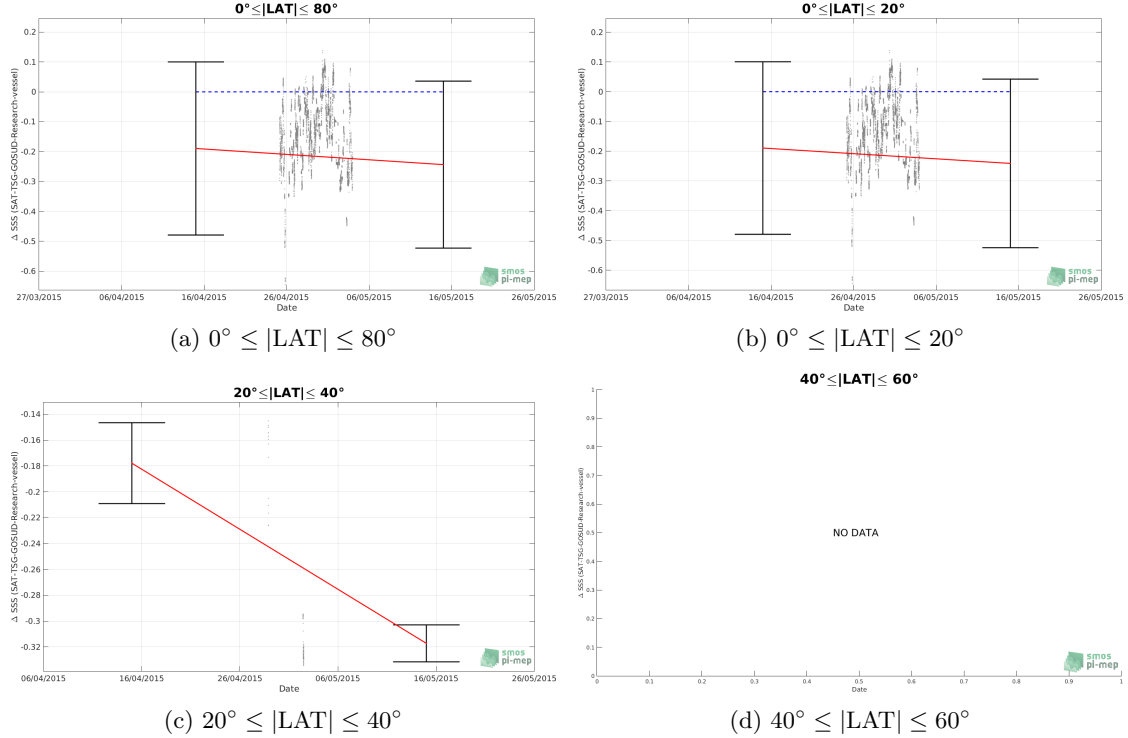 0°≤|LAT|≤ 80°
0.2
0.1
0
-0.1
-0.2
-0.3
-0.4
-0.5
-0.6
Δ SSS (SAT-TSG-GOSUD-Research-vessel)
27/03/2015 06/04/2015 16/04/2015 26/04/2015 06/05/2015 16/05/2015 26/05/2015
Date
smos
pi-mep
(a) 0° ≤ |LAT| ≤ 80°
0°≤|LAT|≤ 20°
0.2
0.1
0
-0.1
-0.2
-0.3
-0.4
-0.5
-0.6
Δ SSS (SAT-TSG-GOSUD-Research-vessel)
27/03/2015 06/04/2015 16/04/2015 26/04/2015 06/05/2015 16/05/2015 26/05/2015
Date
smos
pi-mep
(b) 0° ≤ |LAT| ≤ 20°
20°≤|LAT|≤ 40°
-0.14
-0.16
-0.18
-0.2
-0.22
-0.24
-0.26
-0.28
-0.3
-0.32
Δ SSS (SAT-TSG-GOSUD-Research-vessel)
06/04/2015 16/04/2015 26/04/2015 06/05/2015 16/05/2015 26/05/2015
Date
smos
pi-mep
(c) 20° ≤ |LAT| ≤ 40°
40°≤|LAT|≤ 60°
1
0.9
0.8
0.7
0.6
0.5
0.4
0.3
0.2
0.1
0
Δ SSS (SAT-TSG-GOSUD-Research-vessel)
NO DATA
0 0.1 0.2 0.3 0.4 0.5 0.6 0.7 0.8 0.9 1
Date
smos
pi-mep
(d) 40° ≤ |LAT| ≤ 60°